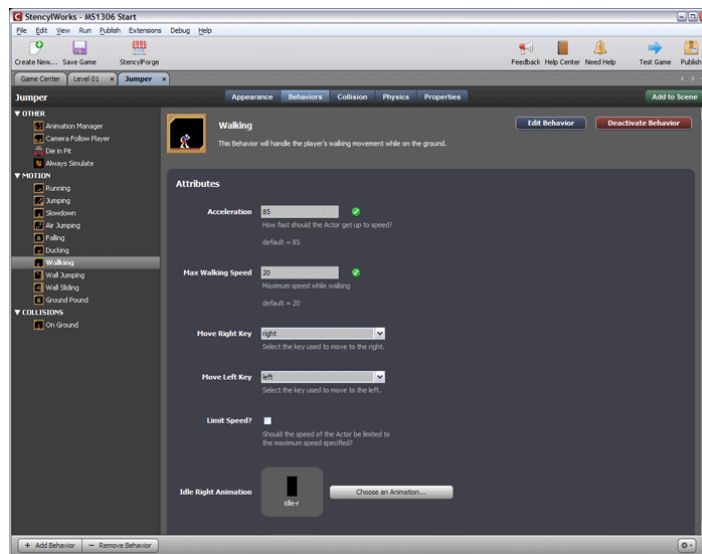 StencylWorks - MS1306 Start
File Edit View Run Publish Extensions Debug Help
Create New... Save Game StencylForge Feedback Help Center Need Help Test Game Publish
Game Center Level 01 Jumper
Jumper Appearance Behaviors Collision Physics Properties Add to Scene
OTHER
Animation Manager
Camera Follow Player
Die in Pit
Always Simulate
MOTION
Running
Jumping
Slowdown
Air Jumping
Falling
Ducking
Walking
Wall Jumping
Wall Sliding
Ground Pound
COLLISIONS
On Ground
Walking
This Behavior will handle the player's walking movement while on the ground.
Edit Behavior Deactivate Behavior
Attributes
Acceleration 85
How fast should the Actor get up to speed?
default = 85
Max Walking Speed 20
Maximum speed while walking
default = 20
Move Right Key right
Select the key used to move to the right.
Move Left Key left
Select the key used to move to the left.
Limit Speed?
Should the speed of the Actor be limited to
the maximum speed specified?
Idle Right Animation idle-r Choose an Animation...
+ Add Behavior − Remove Behavior